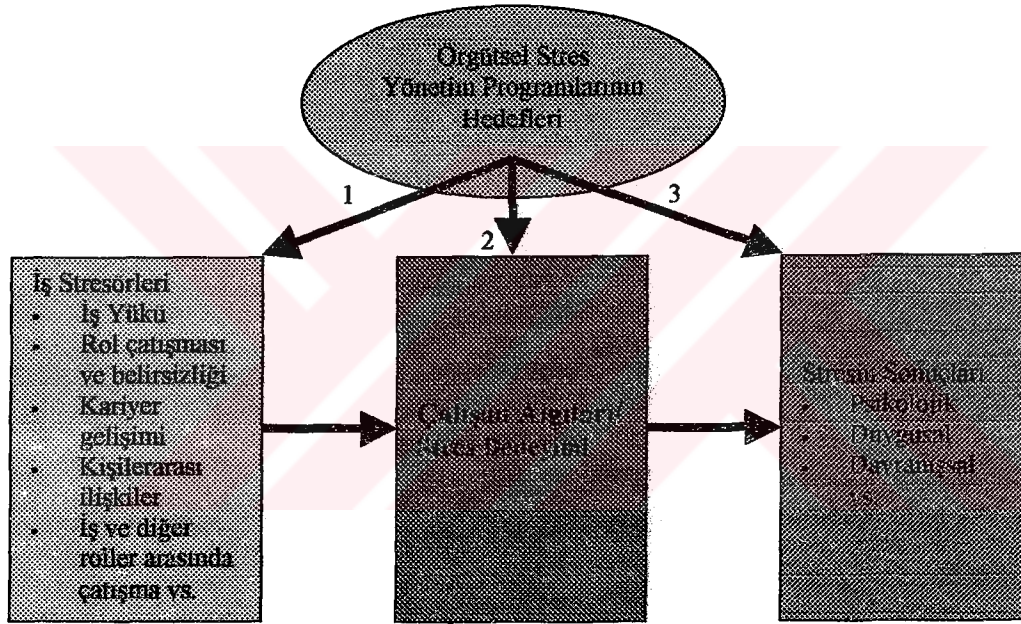 Örgütsel Stres
Yönetim Programlarının
Hedefleri
1
2
3
İş Stresörleri
• İş Yükü
• Rol çatışması
ve belirsizliği
• Kariyer
gelişimi
• Kişilerarası
ilişkiler
• İş ve diğer
roller arasında
çatışma vs.
Çalışan Algıları/
Stres Denetimi
Stresin Sonuçları
• Psikolojik
• Duygusal
• Davranışsal
vs.